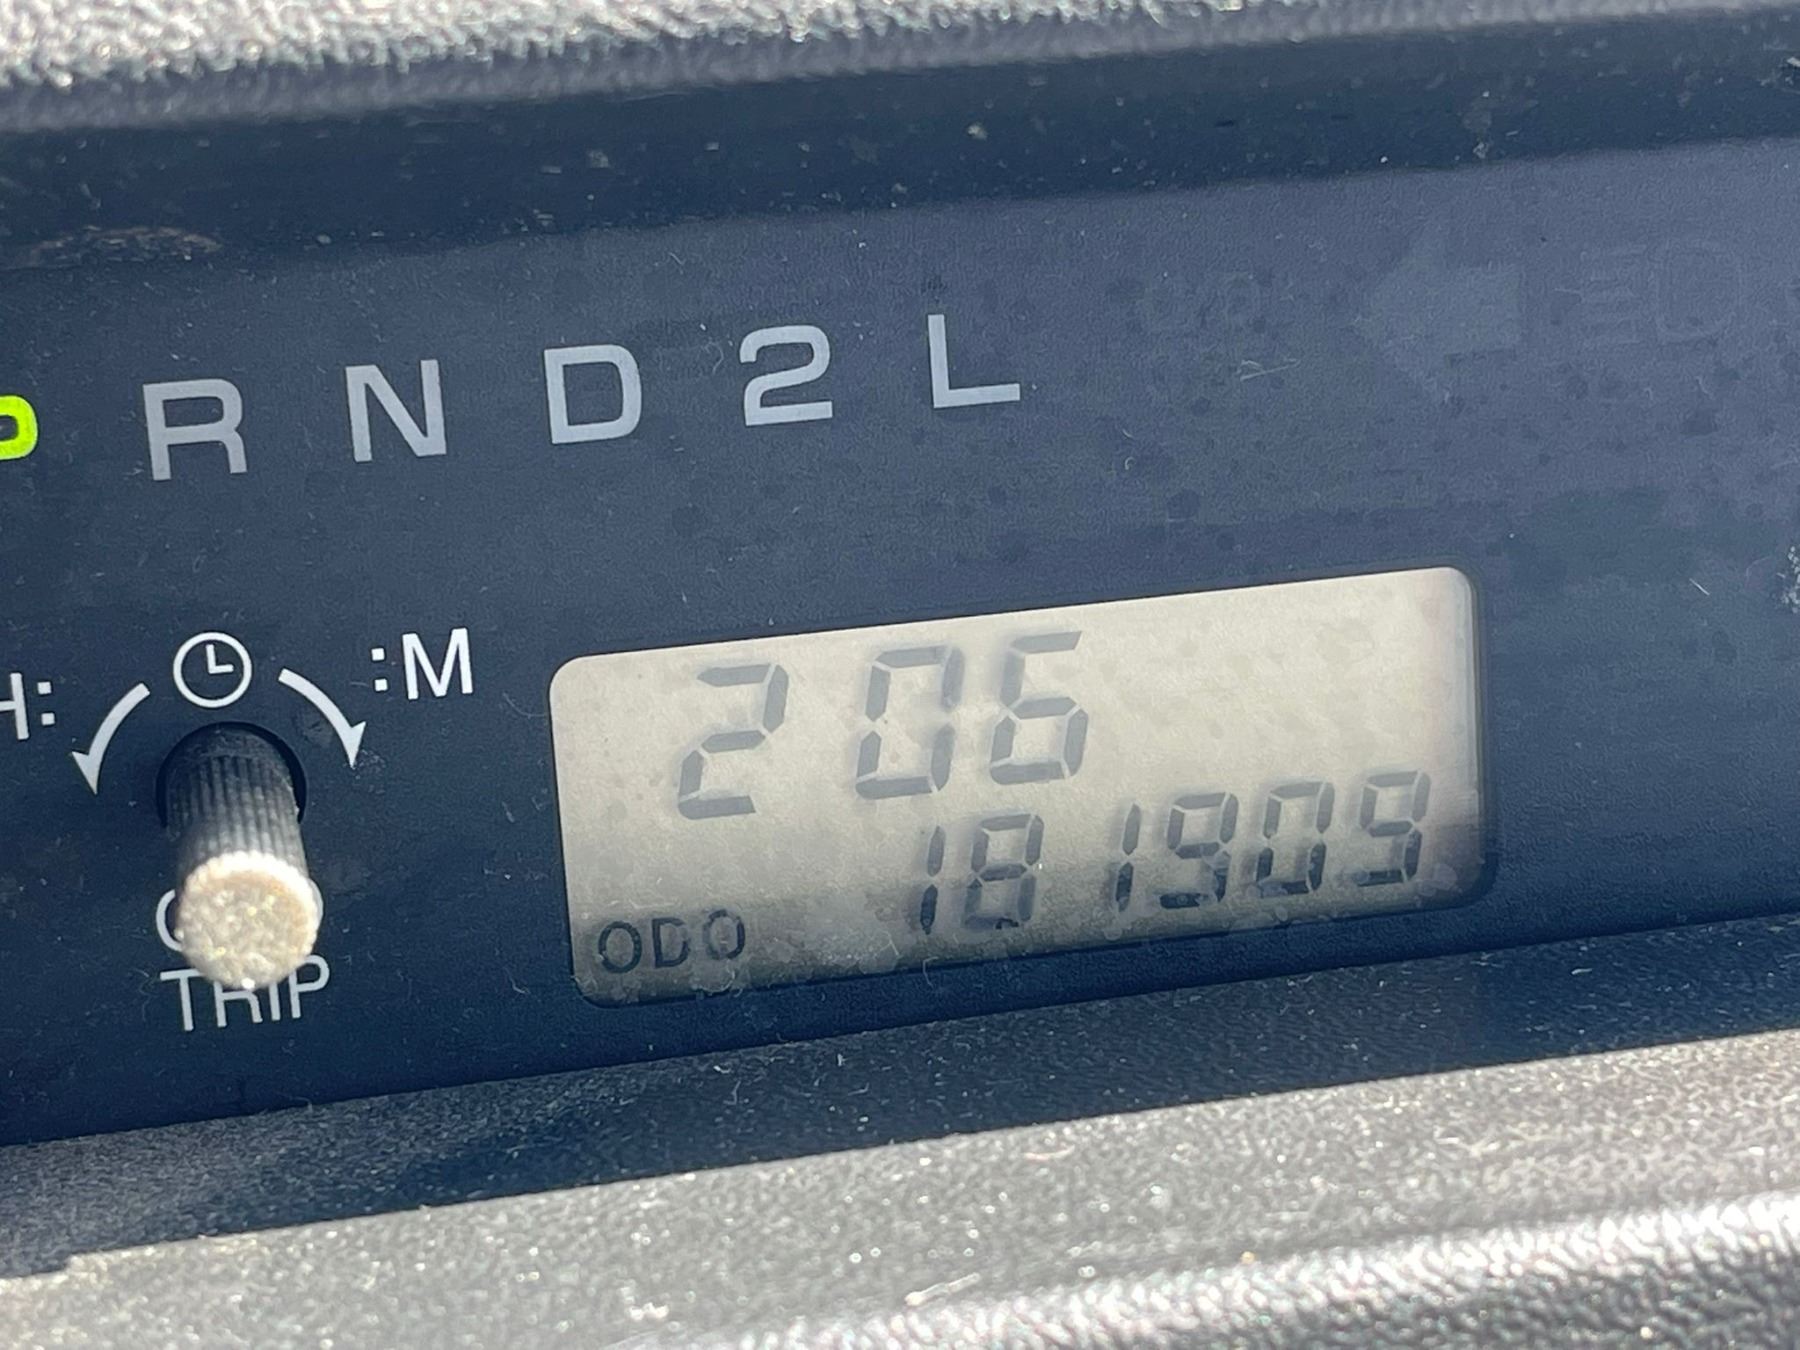 P R N D 2 L
H: :M
2 06
181909
ODO
TRIP